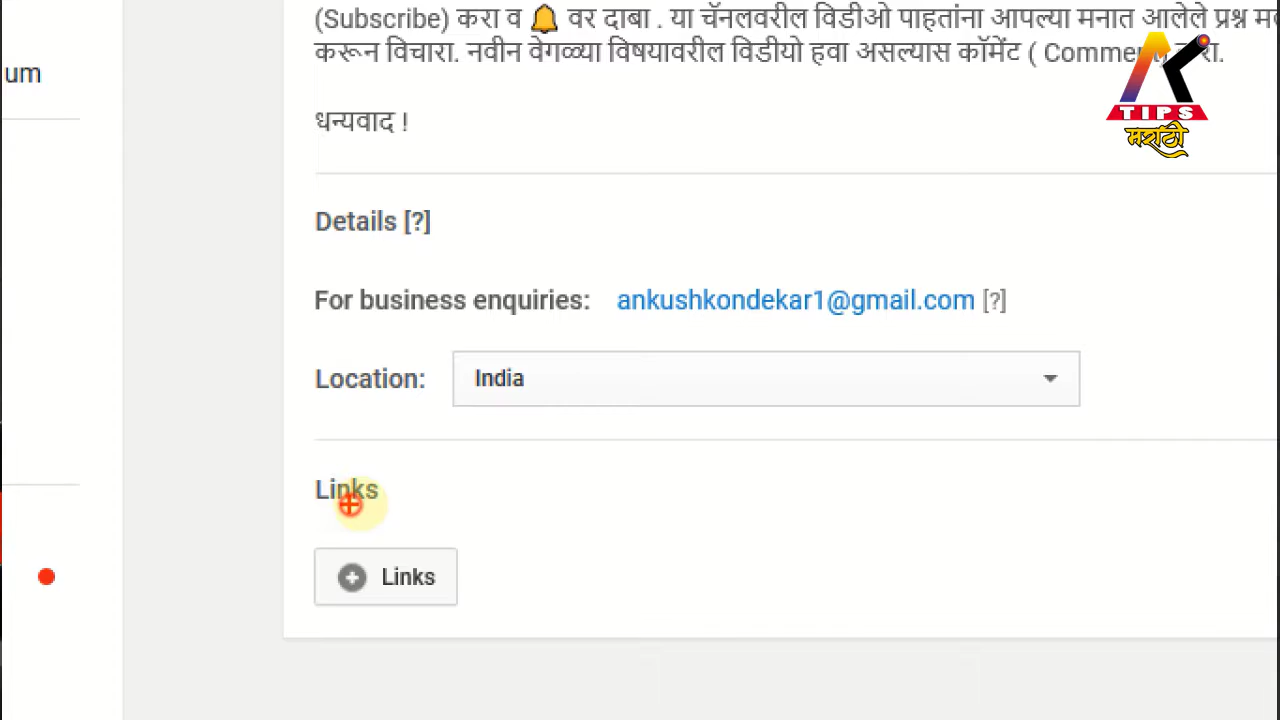 (Subscribe) करा व 🔔 वर दाबा . या चॅनलवरील विडीओ पाहतांना आपल्या मनात आलेले प्रश्न
um
करून विचारा. नवीन वेगळ्या विषयावरील विडीयो हवा असल्यास कॉमेंट (
धन्यवाद !
TIPS
मराठी
Details [?]
For business enquiries: ankushkondekar1@gmail.com [?]
Location: India
Links
Links